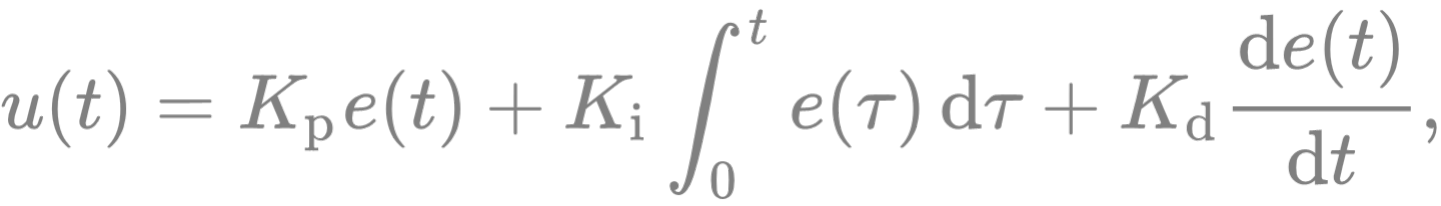 u(t) = K_p e(t) + K_i ∫_0^t e(τ) dτ + K_d de(t)/dt,